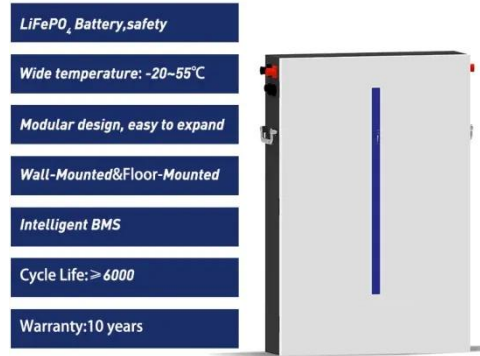 LiFePO₄ Battery,safety
Wide temperature: -20~55℃
Modular design, easy to expand
Wall-Mounted&Floor-Mounted
Intelligent BMS
Cycle Life:≥6000
Warranty:10 years